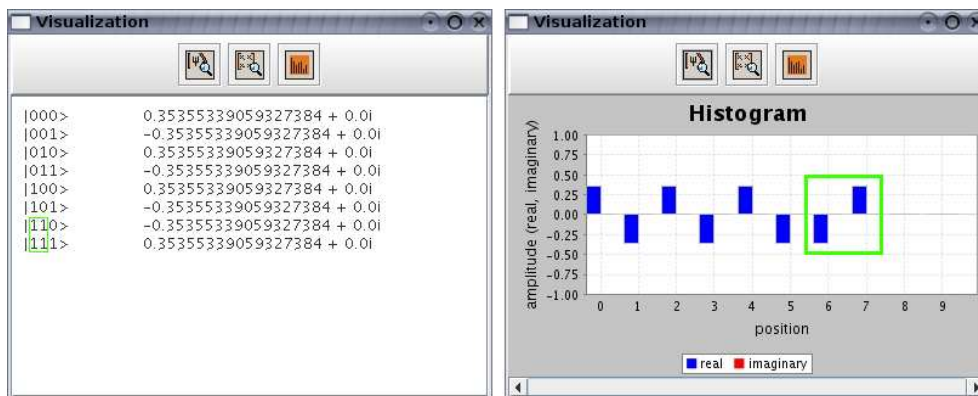 Visualization
|000> 0.35355339059327384 + 0.0i
|001> -0.35355339059327384 + 0.0i
|010> 0.35355339059327384 + 0.0i
|011> -0.35355339059327384 + 0.0i
|100> 0.35355339059327384 + 0.0i
|101> -0.35355339059327384 + 0.0i
|110> -0.35355339059327384 + 0.0i
|111> 0.35355339059327384 + 0.0i
Visualization
Histogram
amplitude (real, imaginary)
1.00
0.75
0.50
0.25
0.00
-0.25
-0.50
-0.75
-1.00
0 1 2 3 4 5 6 7 8 9
position
real imaginary